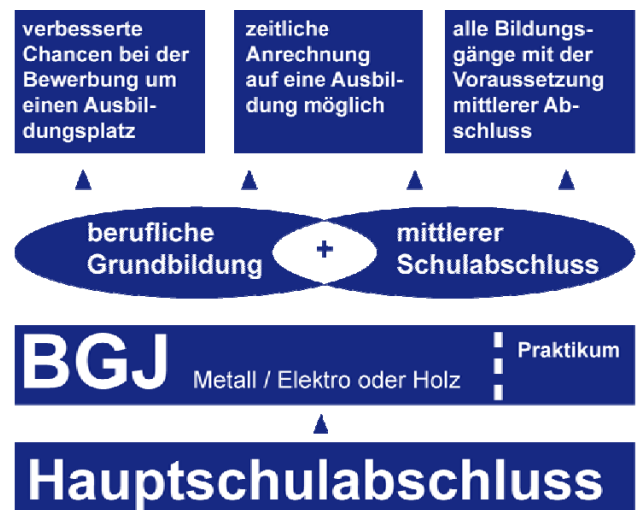 verbesserte
Chancen bei der
Bewerbung um
einen Ausbil-
dungsplatz
zeitliche
Anrechnung
auf eine Ausbil-
dung möglich
alle Bildungs-
gänge mit der
Voraussetzung
mittlerer Ab-
schluss
berufliche
Grundbildung
+
mittlerer
Schulabschluss
BGJ Metall / Elektro oder Holz
Praktikum
Hauptschulabschluss